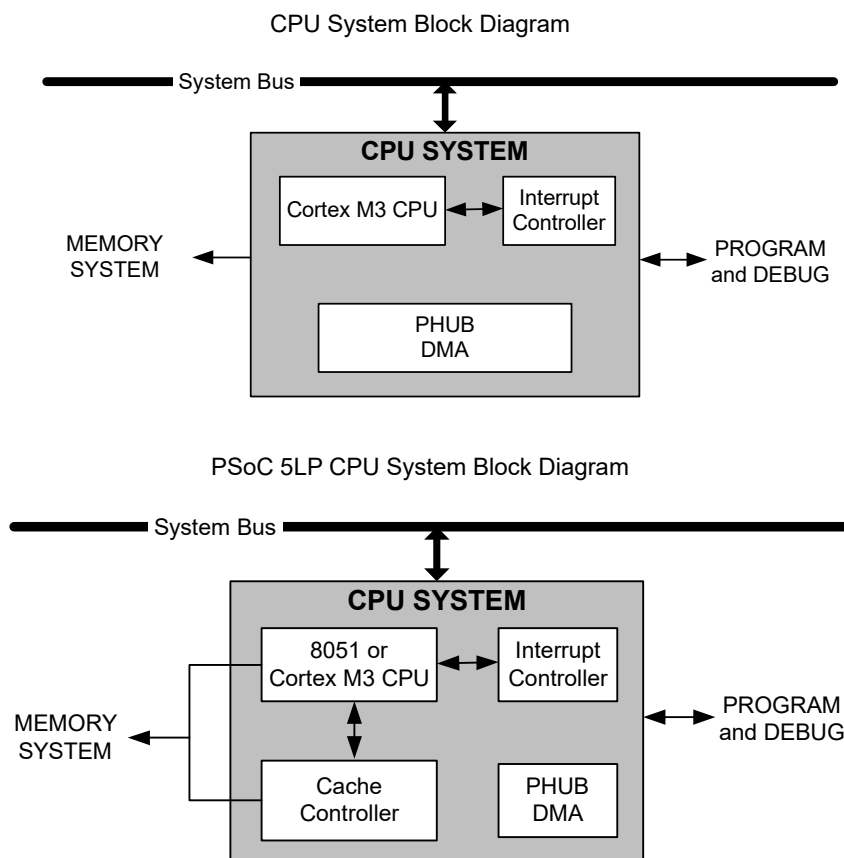 CPU System Block Diagram
System Bus
CPU SYSTEM
Cortex M3 CPU
Interrupt
Controller
MEMORY
SYSTEM
PROGRAM
and DEBUG
PHUB
DMA
PSoC 5LP CPU System Block Diagram
System Bus
CPU SYSTEM
8051 or
Cortex M3 CPU
Interrupt
Controller
MEMORY
SYSTEM
PROGRAM
and DEBUG
Cache
Controller
PHUB
DMA